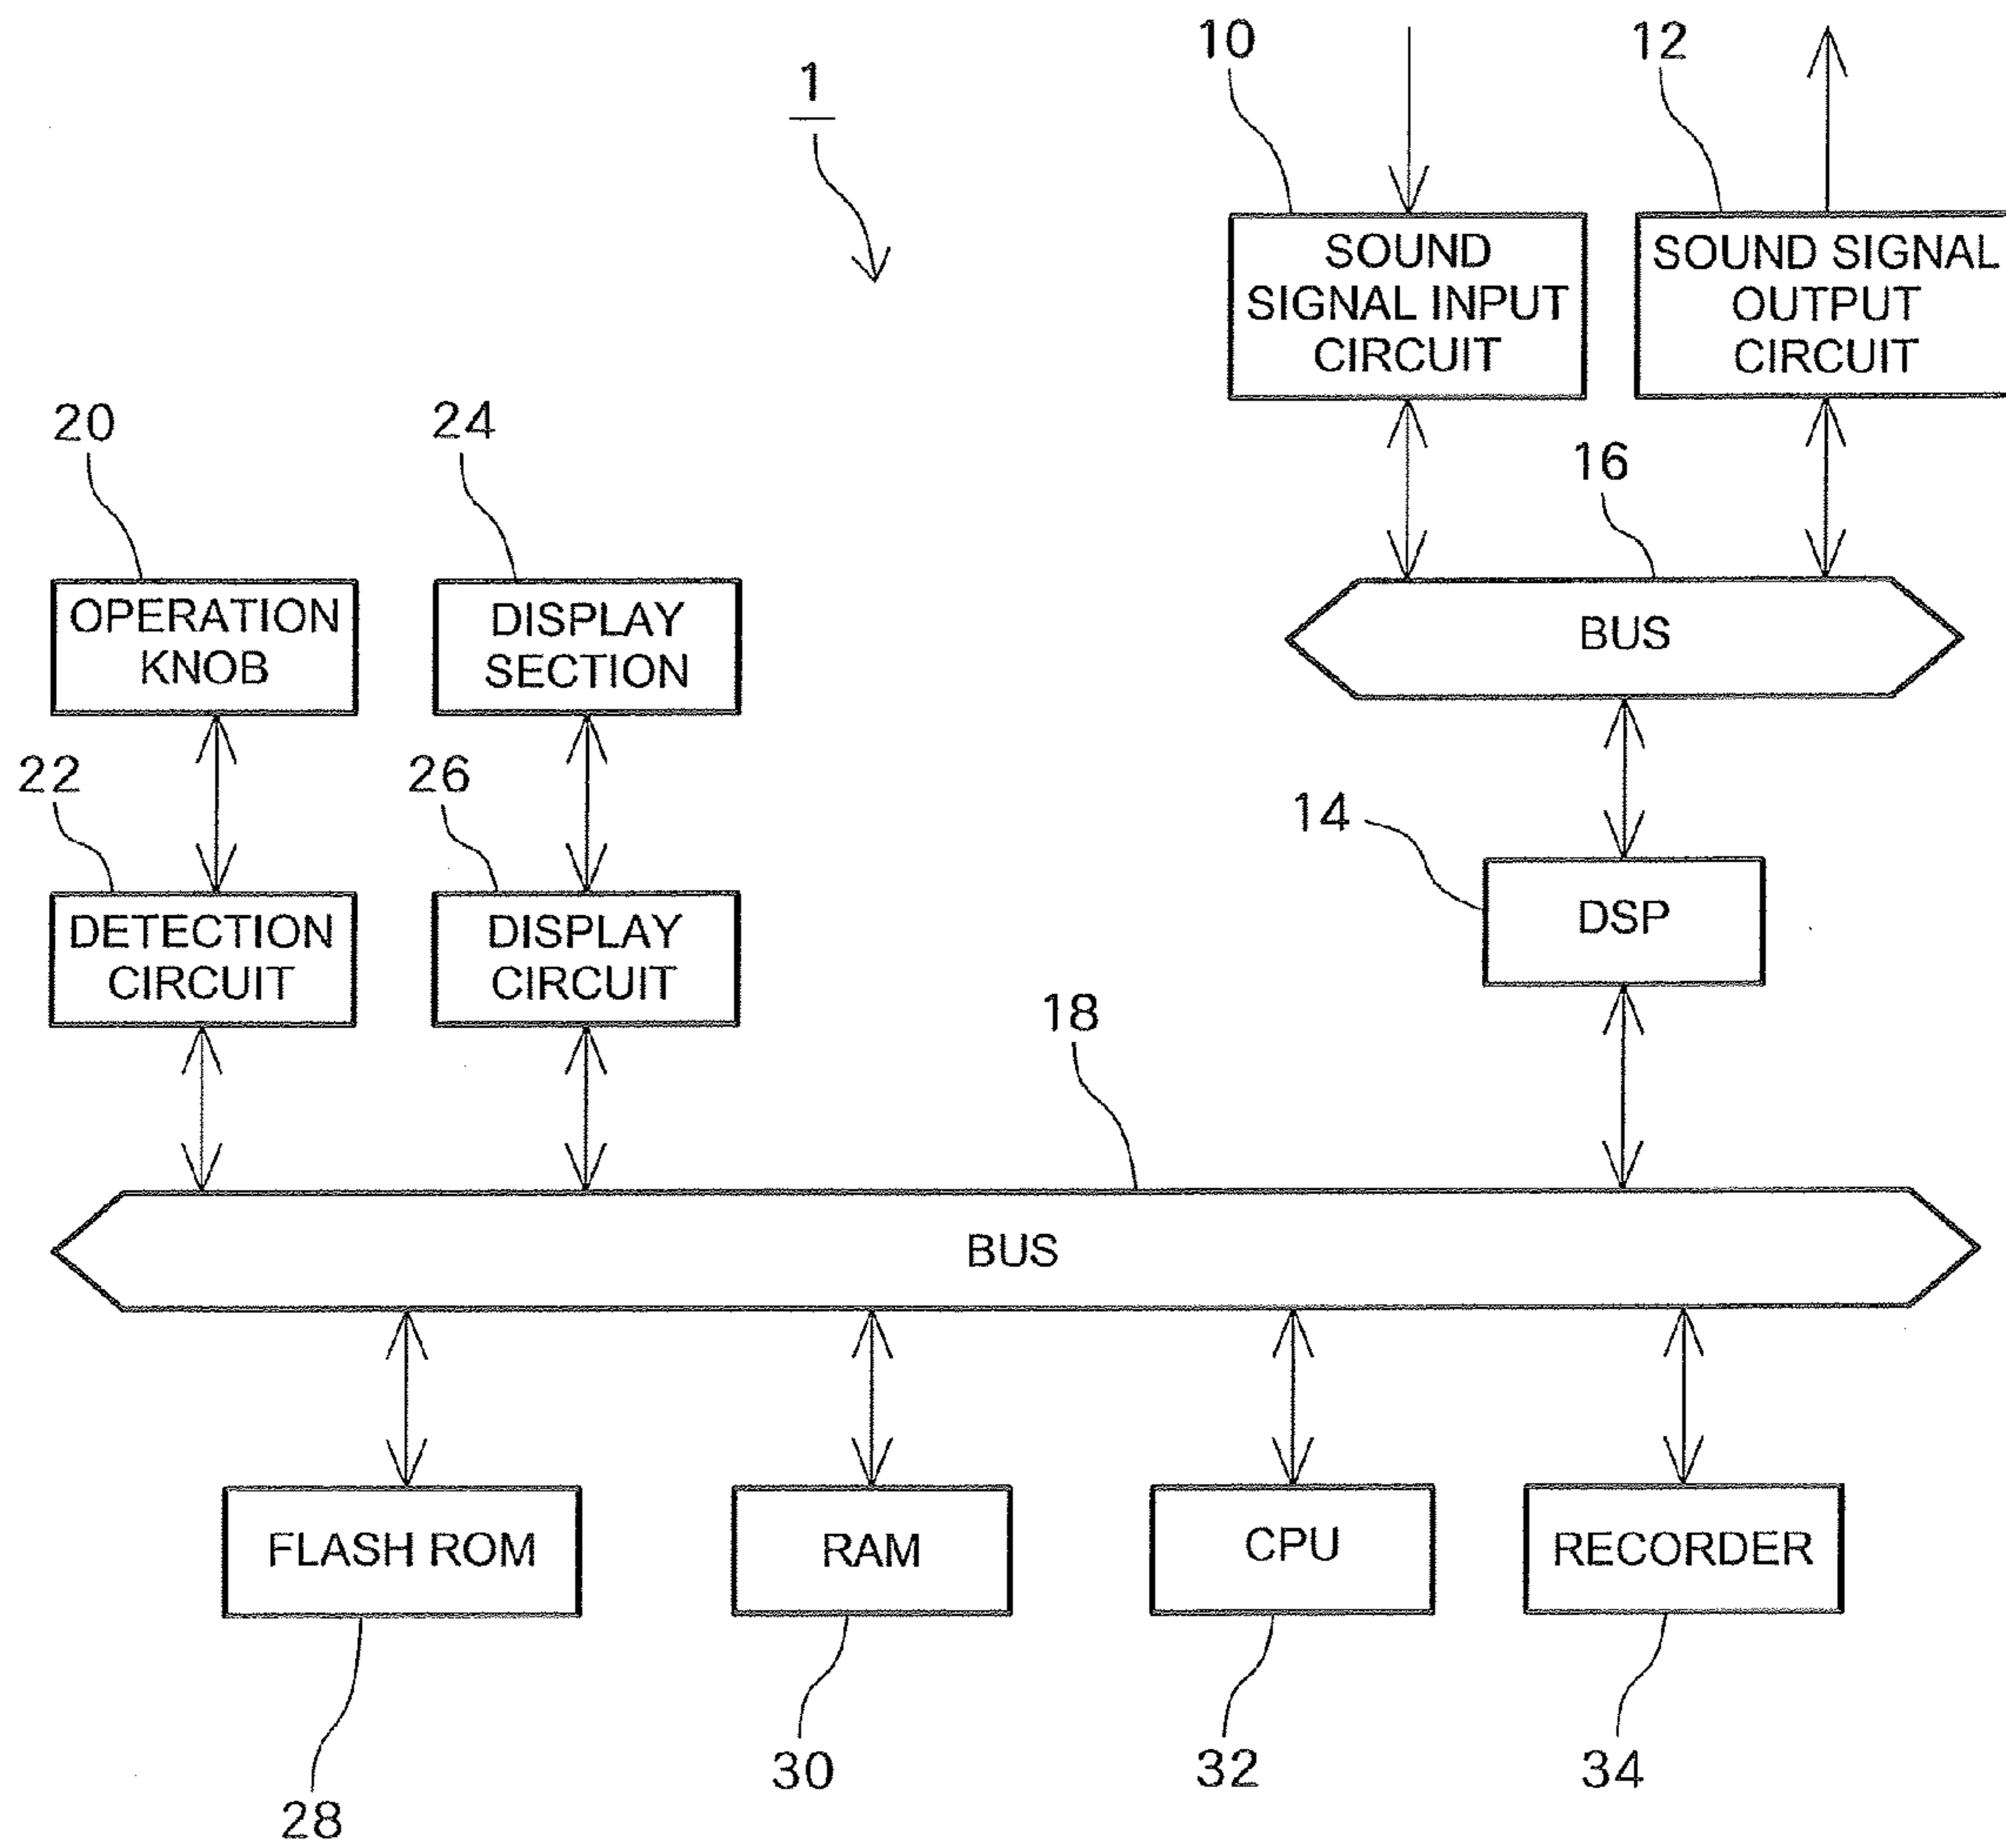 1
10
12
SOUND
SIGNAL INPUT
CIRCUIT
SOUND SIGNAL
OUTPUT
CIRCUIT
16
BUS
20
24
OPERATION
KNOB
DISPLAY
SECTION
22
26
14
DETECTION
CIRCUIT
DISPLAY
CIRCUIT
DSP
18
BUS
FLASH ROM
RAM
CPU
RECORDER
28
30
32
34